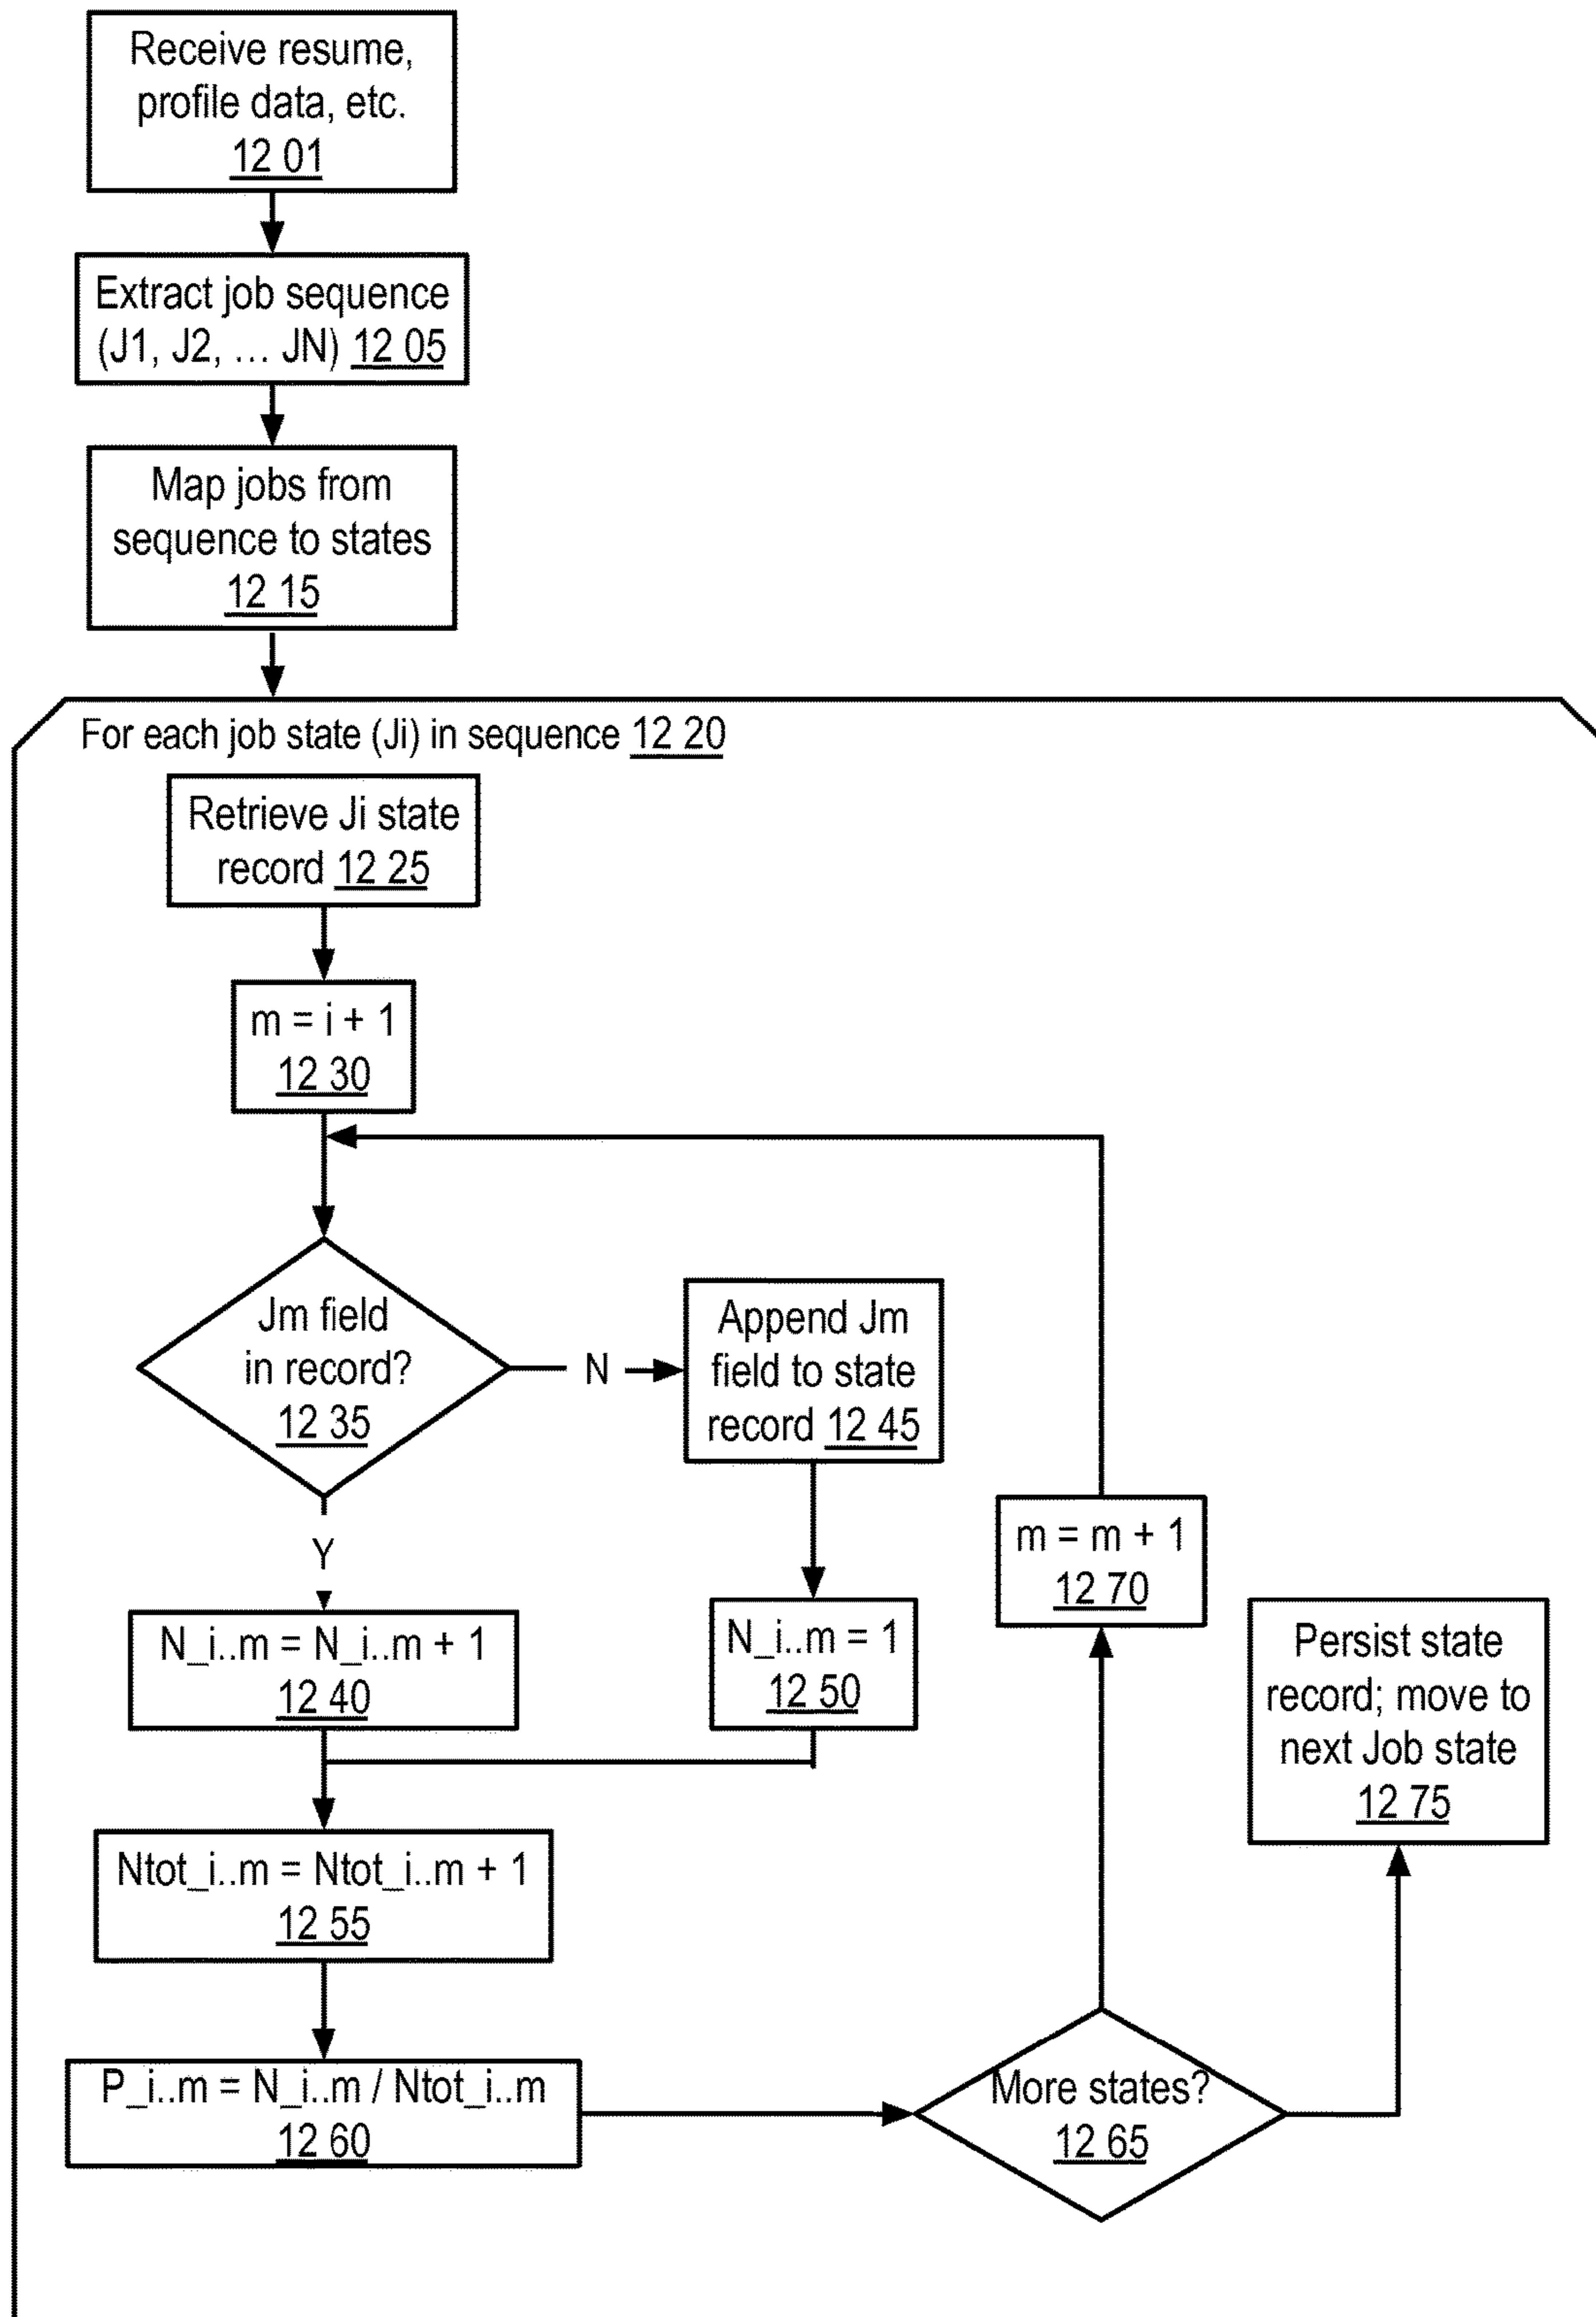 Receive resume,
profile data, etc.
12 01
Extract job sequence
(J1, J2, … JN) 12 05
Map jobs from
sequence to states
12 15
For each job state (Ji) in sequence 12 20
Retrieve Ji state
record 12 25
m = i + 1
12 30
Jm field
in record?
12 35
N
Append Jm
field to state
record 12 45
Y
N_i..m = N_i..m + 1
12 40
N_i..m = 1
12 50
m = m + 1
12 70
Persist state
record; move to
next Job state
12 75
Ntot_i..m = Ntot_i..m + 1
12 55
P_i..m = N_i..m / Ntot_i..m
12 60
More states?
12 65